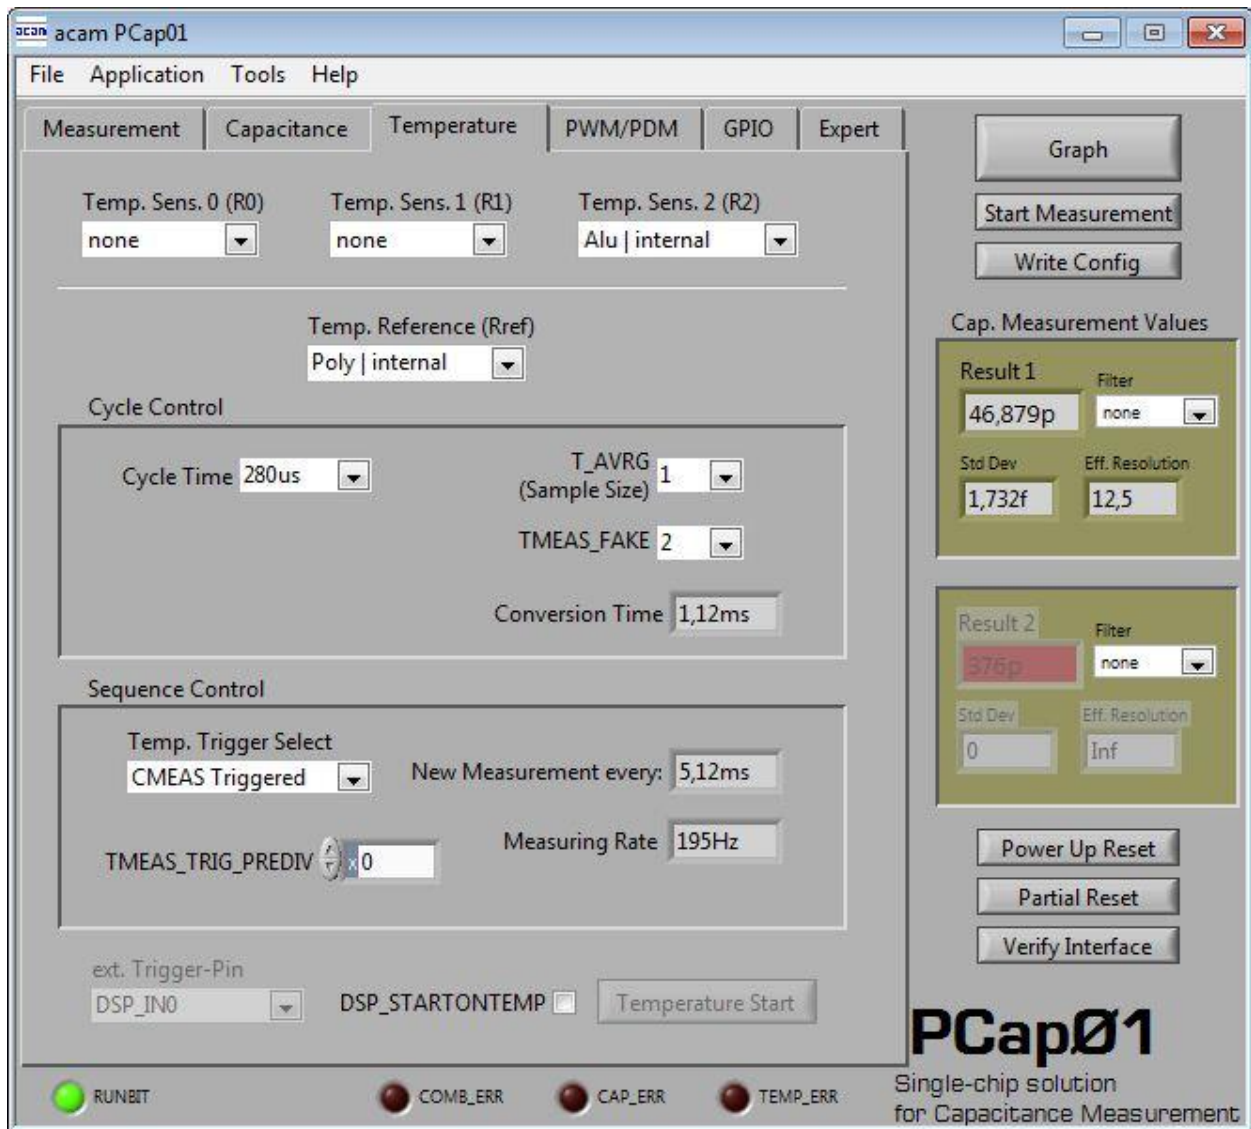 acam acam PCap01
File Application Tools Help
Measurement Capacitance Temperature PWM/PDM GPIO Expert
Graph
Start Measurement
Write Config
Temp. Sens. 0 (R0) Temp. Sens. 1 (R1) Temp. Sens. 2 (R2)
none none Alu | internal
Temp. Reference (Rref)
Poly | internal
Cycle Control
Cycle Time 280us
T_AVRG
(Sample Size) 1
TMEAS_FAKE 2
Conversion Time 1,12ms
Sequence Control
Temp. Trigger Select
CMEAS Triggered
New Measurement every: 5,12ms
Measuring Rate 195Hz
TMEAS_TRIG_PREDIV x 0
ext. Trigger-Pin
DSP_IN0
DSP_STARTONTEMP Temperature Start
Cap. Measurement Values
Result 1 Filter
46,879p none
Std Dev Eff. Resolution
1,732f 12,5
Result 2 Filter
376p none
Std Dev Eff. Resolution
0 Inf
Power Up Reset
Partial Reset
Verify Interface
RUNBIT COMB_ERR CAP_ERR TEMP_ERR
PCapØ1
Single-chip solution
for Capacitance Measurement